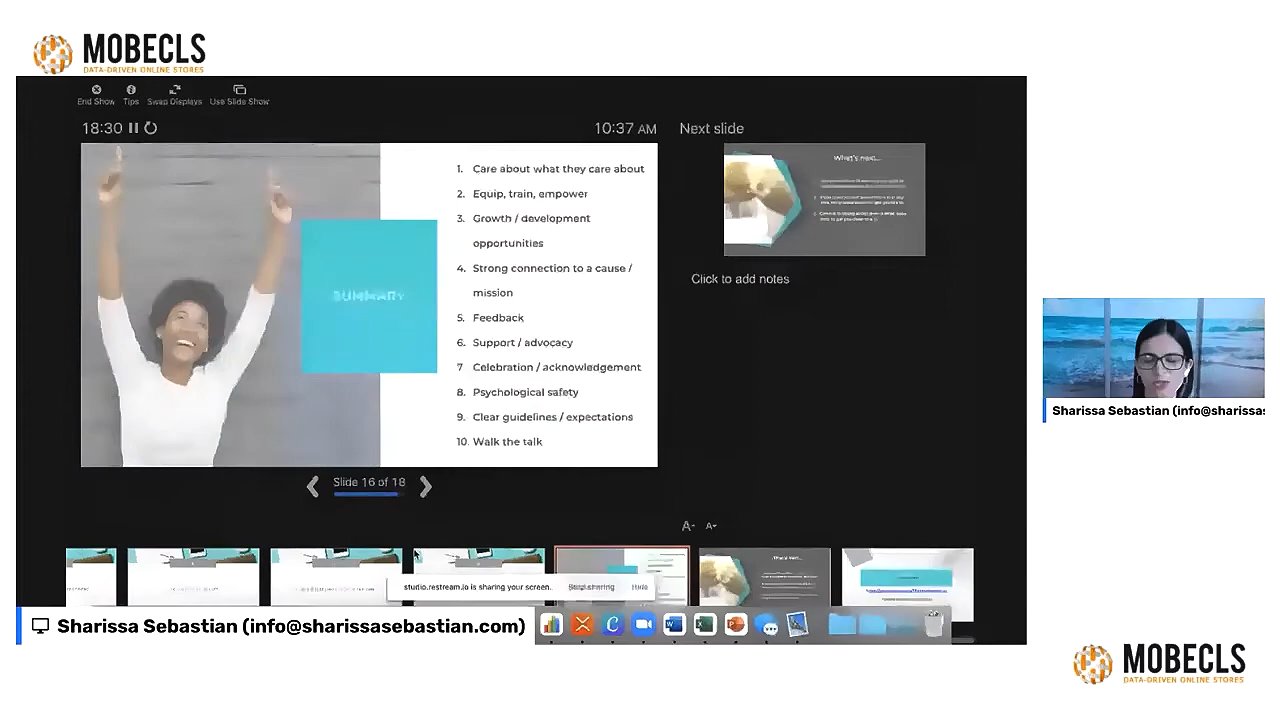 MOBECLS
DATA-DRIVEN ONLINE STORES
End Show Tips Swap Displays Use Slide Show
18:30
10:37 AM
Next slide
1. Care about what they care about
2. Equip, train, empower
3. Growth / development
opportunities
4. Strong connection to a cause /
mission
5. Feedback
6. Support / advocacy
7 Celebration / acknowledgement
8. Psychological safety
9. Clear guidelines / expectations
10. Walk the talk
SUMMARY
What's next...
Click to add notes
Sharissa Sebastian (info@sharissas
Slide 16 of 18
A- A+
studio.restream.io is sharing your screen. Stop sharing Hide
Sharissa Sebastian (info@sharissasebastian.com)
MOBECLS
DATA-DRIVEN ONLINE STORES